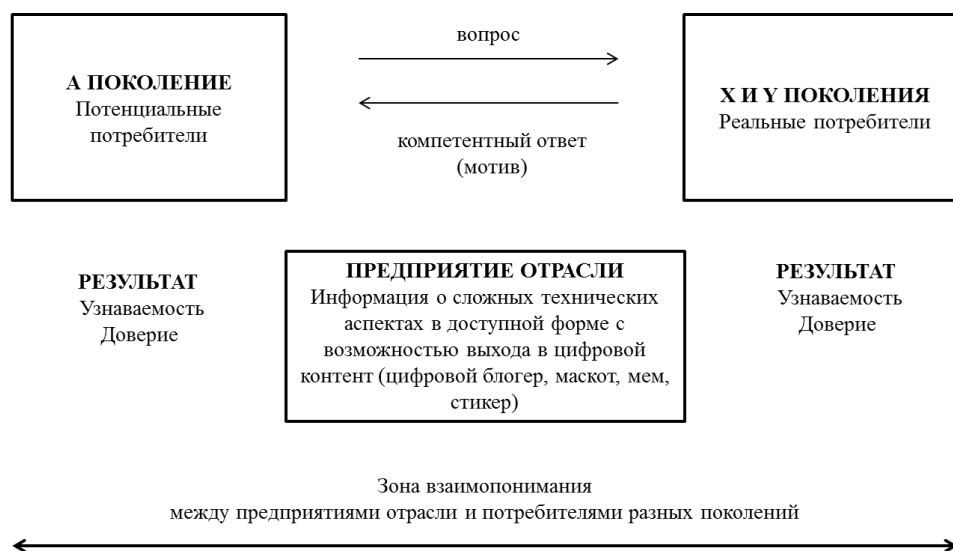 А ПОКОЛЕНИЕ
Потенциальные
потребители
вопрос
компетентный ответ
(мотив)
X И Y ПОКОЛЕНИЯ
Реальные потребители
РЕЗУЛЬТАТ
Узнаваемость
Доверие
ПРЕДПРИЯТИЕ ОТРАСЛИ
Информация о сложных технических
аспектах в доступной форме с
возможностью выхода в цифровой
контент (цифровой блогер, маскот, мем,
стикер)
РЕЗУЛЬТАТ
Узнаваемость
Доверие
Зона взаимопонимания
между предприятиями отрасли и потребителями разных поколений